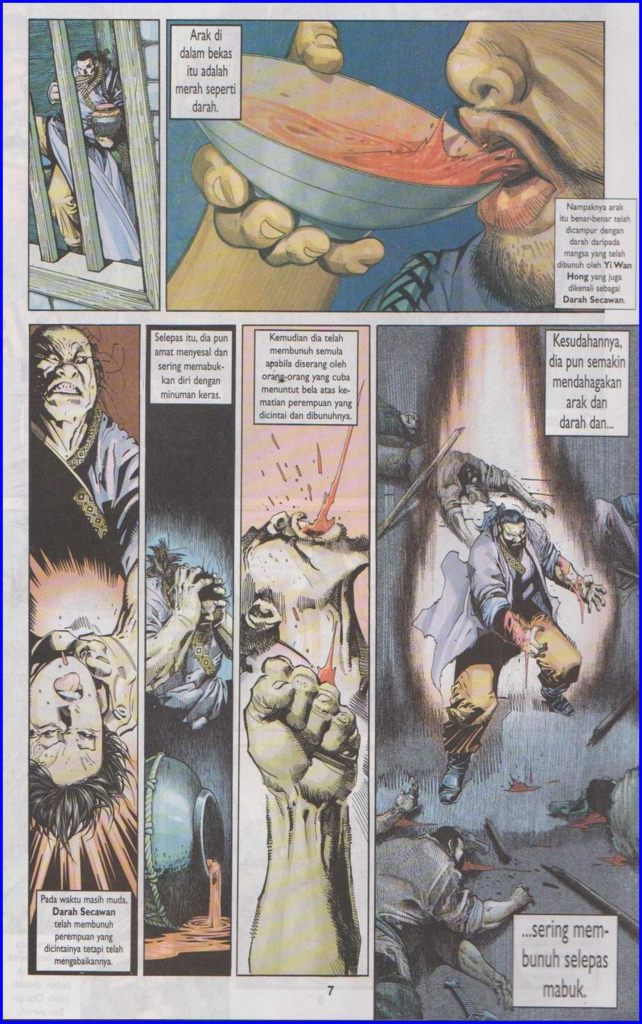 Arak di
dalam bekas
itu adalah
merah seperti
darah.
Nampaknya arak
itu benar-benar telah
dicampur dengan
darah daripada
mangsa yang telah
dibunuh oleh Yi Wan
Hong yang juga
dikenali sebagai
Darah Secawan.
Pada waktu masih muda,
Darah Secawan
telah membunuh
perempuan yang
dicintainya tetapi telah
mengabaikannya.
Selepas itu, dia pun
amat menyesal dan
sering memabuk-
kan diri dengan
minuman keras.
Kemudian dia telah
membunuh semula
apabila diserang oleh
orang-orang yang cuba
menuntut bela atas ke-
matian perempuan yang
dicintai dan dibunuhnya.
Kesudahannya,
dia pun semakin
mendahagakan
arak dan
darah dan...
...sering mem-
bunuh selepas
mabuk.
7